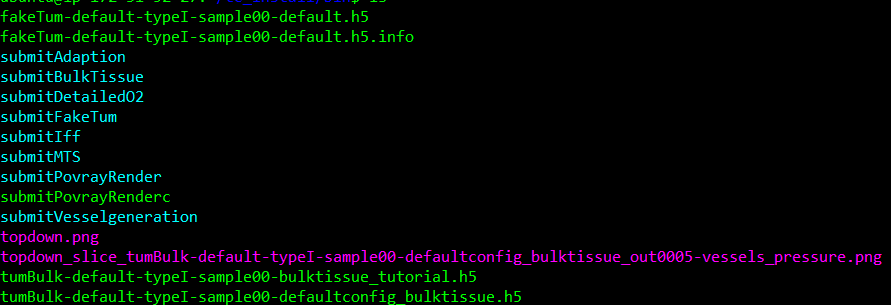 fakeTum-default-typeI-sample00-default.h5
fakeTum-default-typeI-sample00-default.h5.info
submitAdaption
submitBulkTissue
submitDetailedO2
submitFakeTum
submitIff
submitMTS
submitPovrayRender
submitPovrayRenderc
submitVesselgeneration
topdown.png
topdown_slice_tumBulk-default-typeI-sample00-defaultconfig_bulktissue_out0005-vessels_pressure.png
tumBulk-default-typeI-sample00-bulktissue_tutorial.h5
tumBulk-default-typeI-sample00-defaultconfig_bulktissue.h5